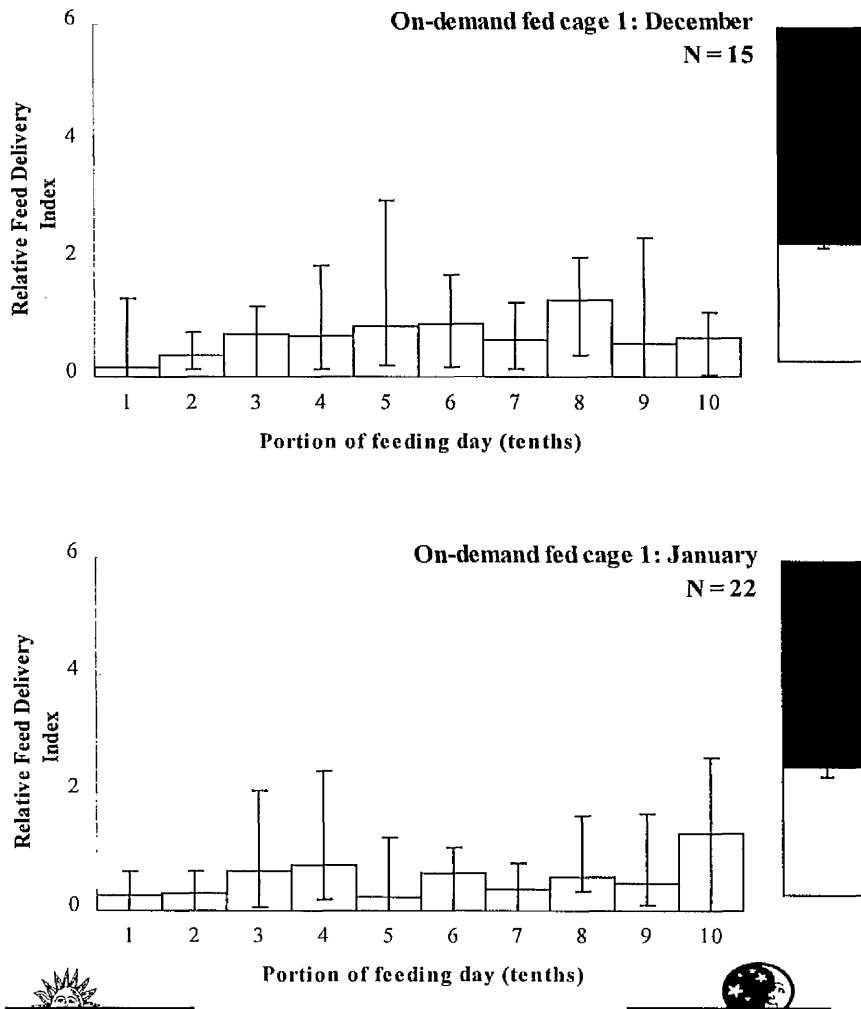 6
On-demand fed cage 1: December
N = 15
4
2
0
Relative Feed Delivery
Index
1 2 3 4 5 6 7 8 9 10
Portion of feeding day (tenths)
6
On-demand fed cage 1: January
N = 22
4
2
0
Relative Feed Delivery
Index
1 2 3 4 5 6 7 8 9 10
Portion of feeding day (tenths)